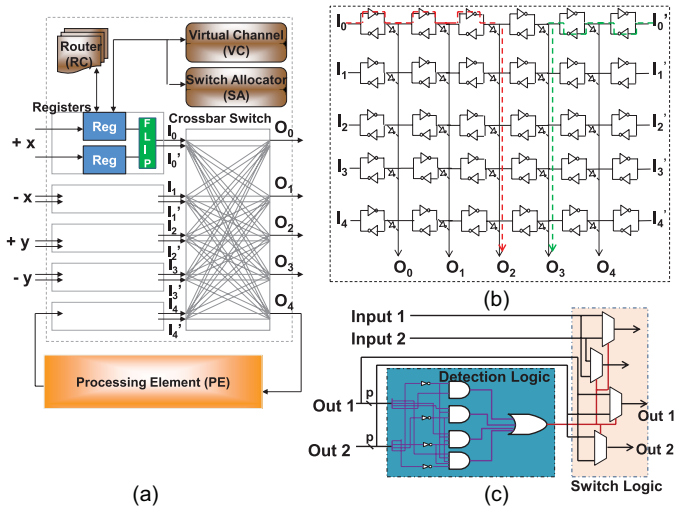 Router
(RC)
Virtual Channel
(VC)
Switch Allocator
(SA)
Registers
Crossbar Switch
Reg
Reg
FLIP
+ x
- x
+ y
- y
I0
I0'
I1
I1'
I2
I2'
I3
I3'
I4
I4'
O0
O1
O2
O3
O4
Processing Element (PE)
(a)
I0
I0'
I1
I1'
I2
I2'
I3
I3'
I4
I4'
O0
O1
O2
O3
O4
(b)
Input 1
Input 2
Detection Logic
p
Out 1
p
Out 2
Out 1
Out 2
Switch Logic
(c)